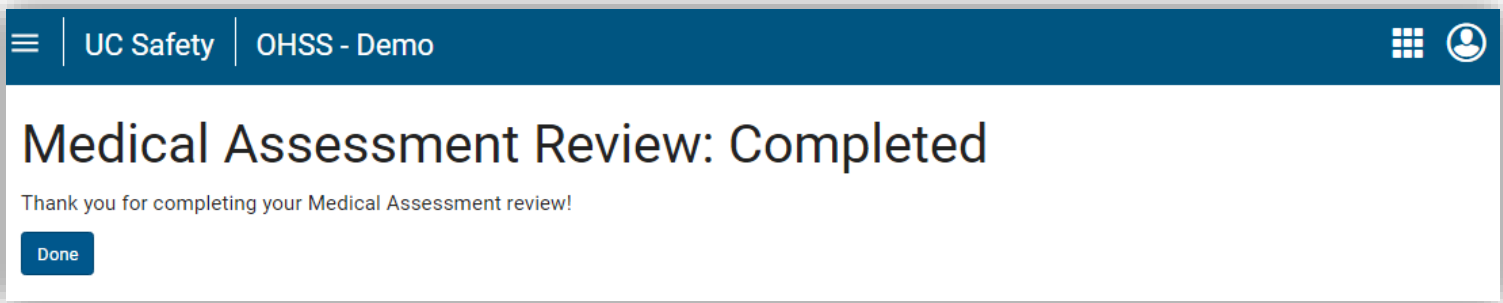 UC Safety OHSS - Demo
Medical Assessment Review: Completed
Thank you for completing your Medical Assessment review!
Done